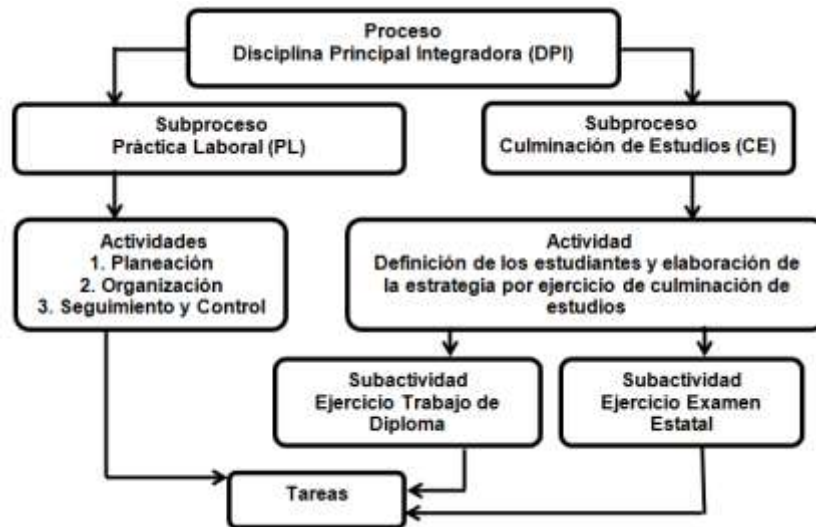 Proceso
Disciplina Principal Integradora (DPI)
Subproceso
Práctica Laboral (PL)
Subproceso
Culminación de Estudios (CE)
Actividades
1. Planeación
2. Organización
3. Seguimiento y Control
Actividad
Definición de los estudiantes y elaboración de
la estrategia por ejercicio de culminación de
estudios
Subactividad
Ejercicio Trabajo de
Diploma
Subactividad
Ejercicio Examen
Estatal
Tareas